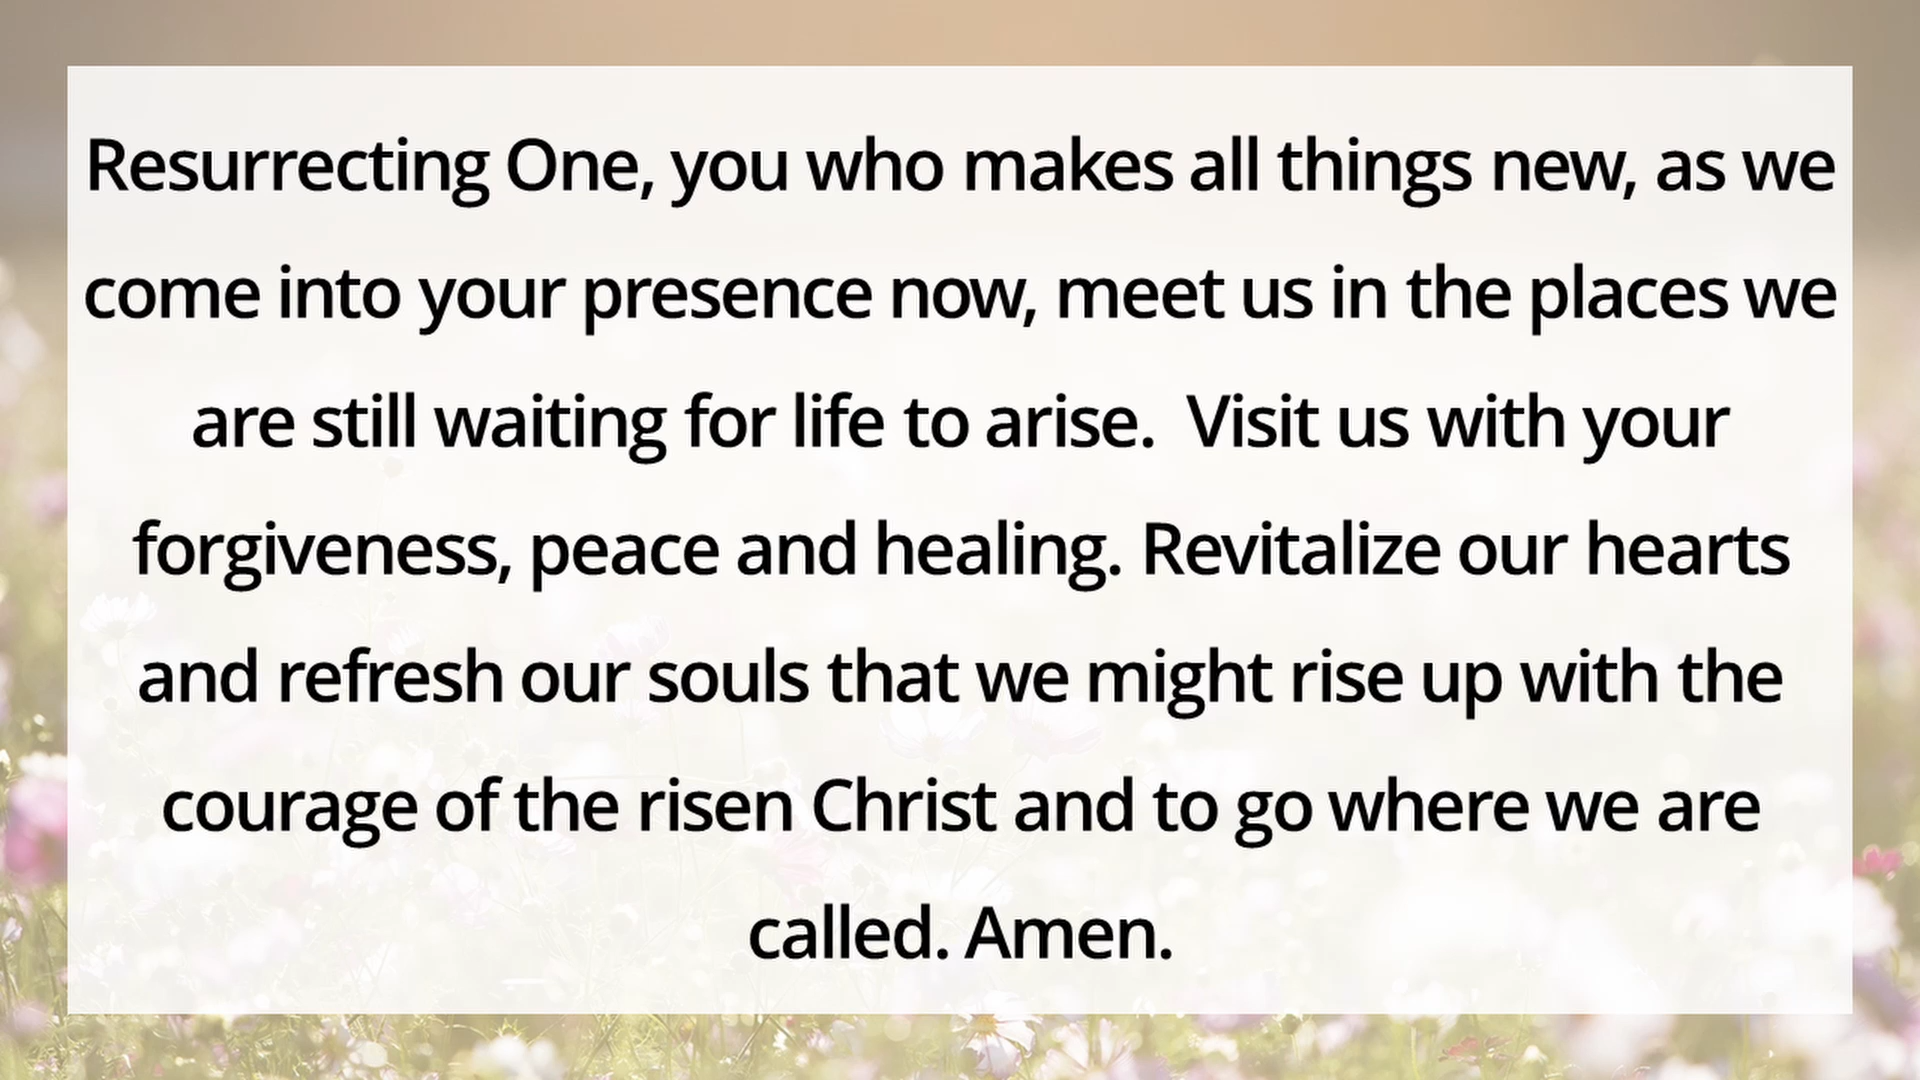 Resurrecting One, you who makes all things new, as we
come into your presence now, meet us in the places we
are still waiting for life to arise.  Visit us with your
forgiveness, peace and healing. Revitalize our hearts
and refresh our souls that we might rise up with the
courage of the risen Christ and to go where we are
called. Amen.